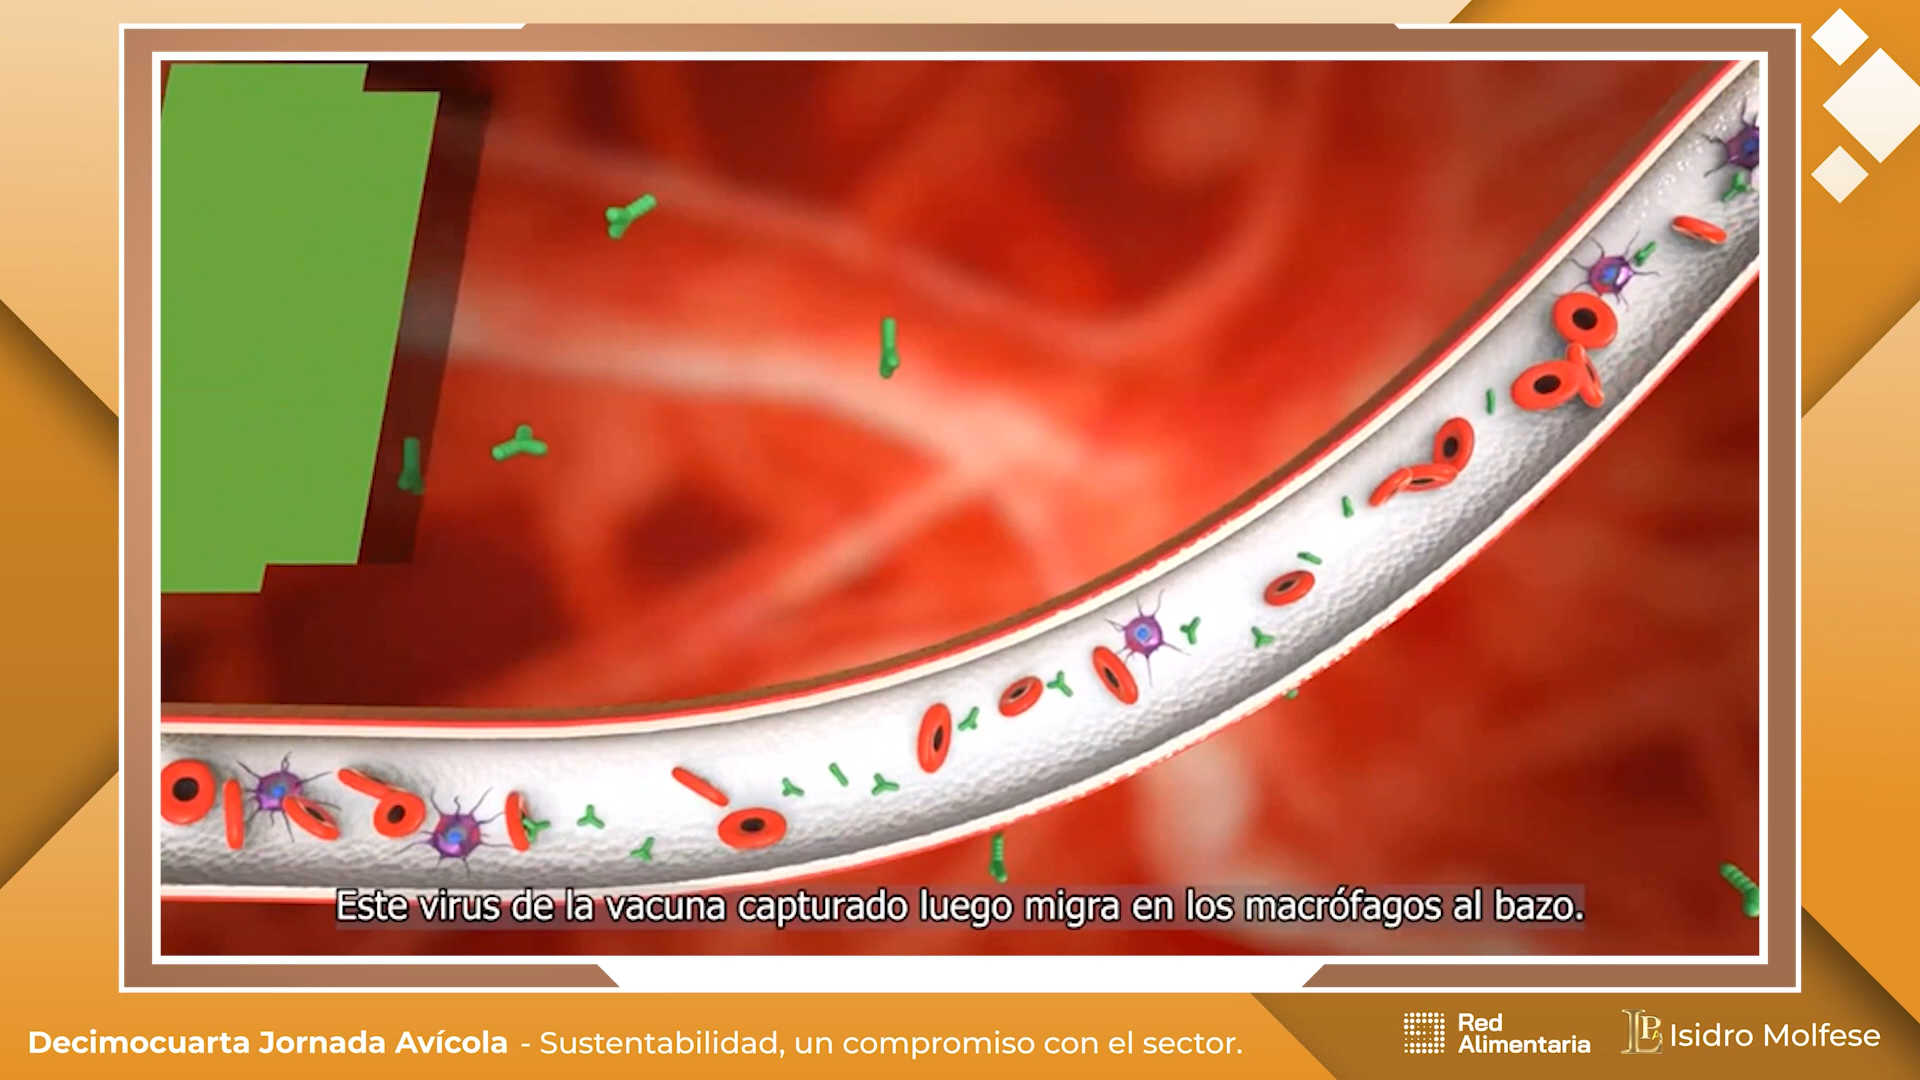 Este virus de la vacuna capturado luego migra en los macrófagos al bazo.
Decimocuarta Jornada Avícola - Sustentabilidad, un compromiso con el sector.
Red
Alimentaria
Isidro Molfese